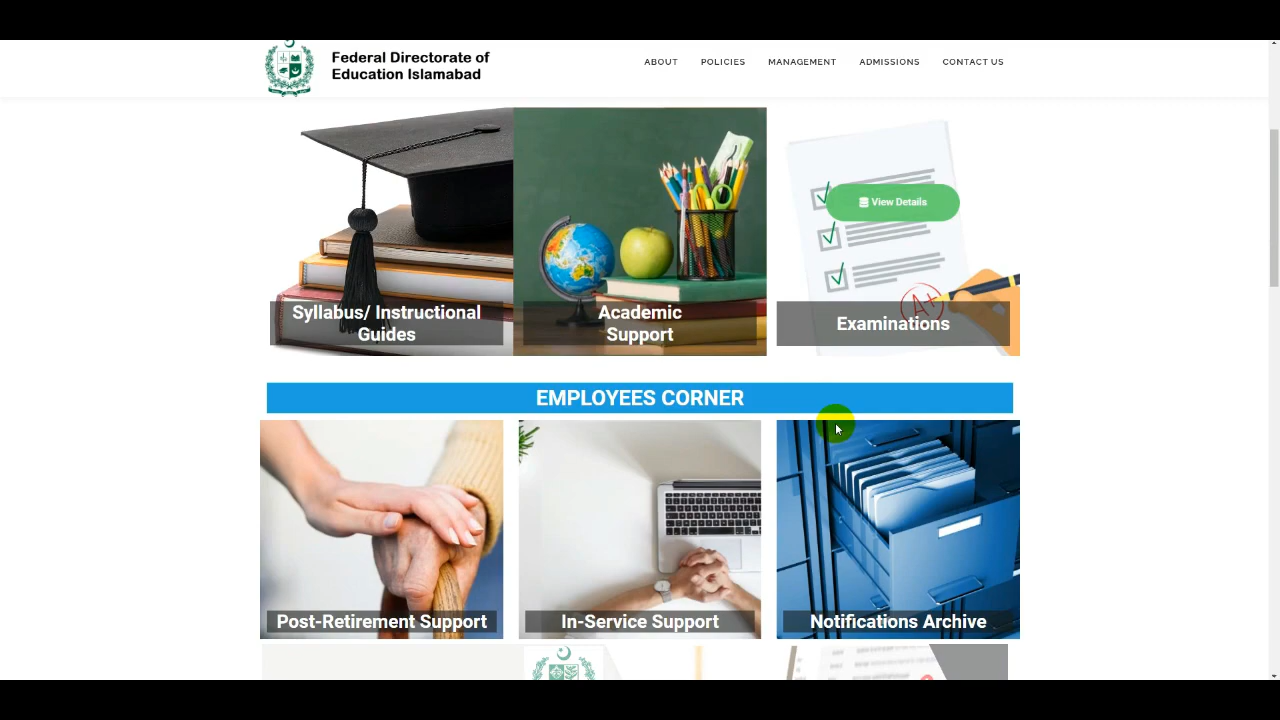 Federal Directorate of
Education Islamabad
ABOUT
POLICIES
MANAGEMENT
ADMISSIONS
CONTACT US
View Details
A+
Syllabus/ Instructional
Guides
Academic
Support
Examinations
EMPLOYEES CORNER
Post-Retirement Support
In-Service Support
Notifications Archive